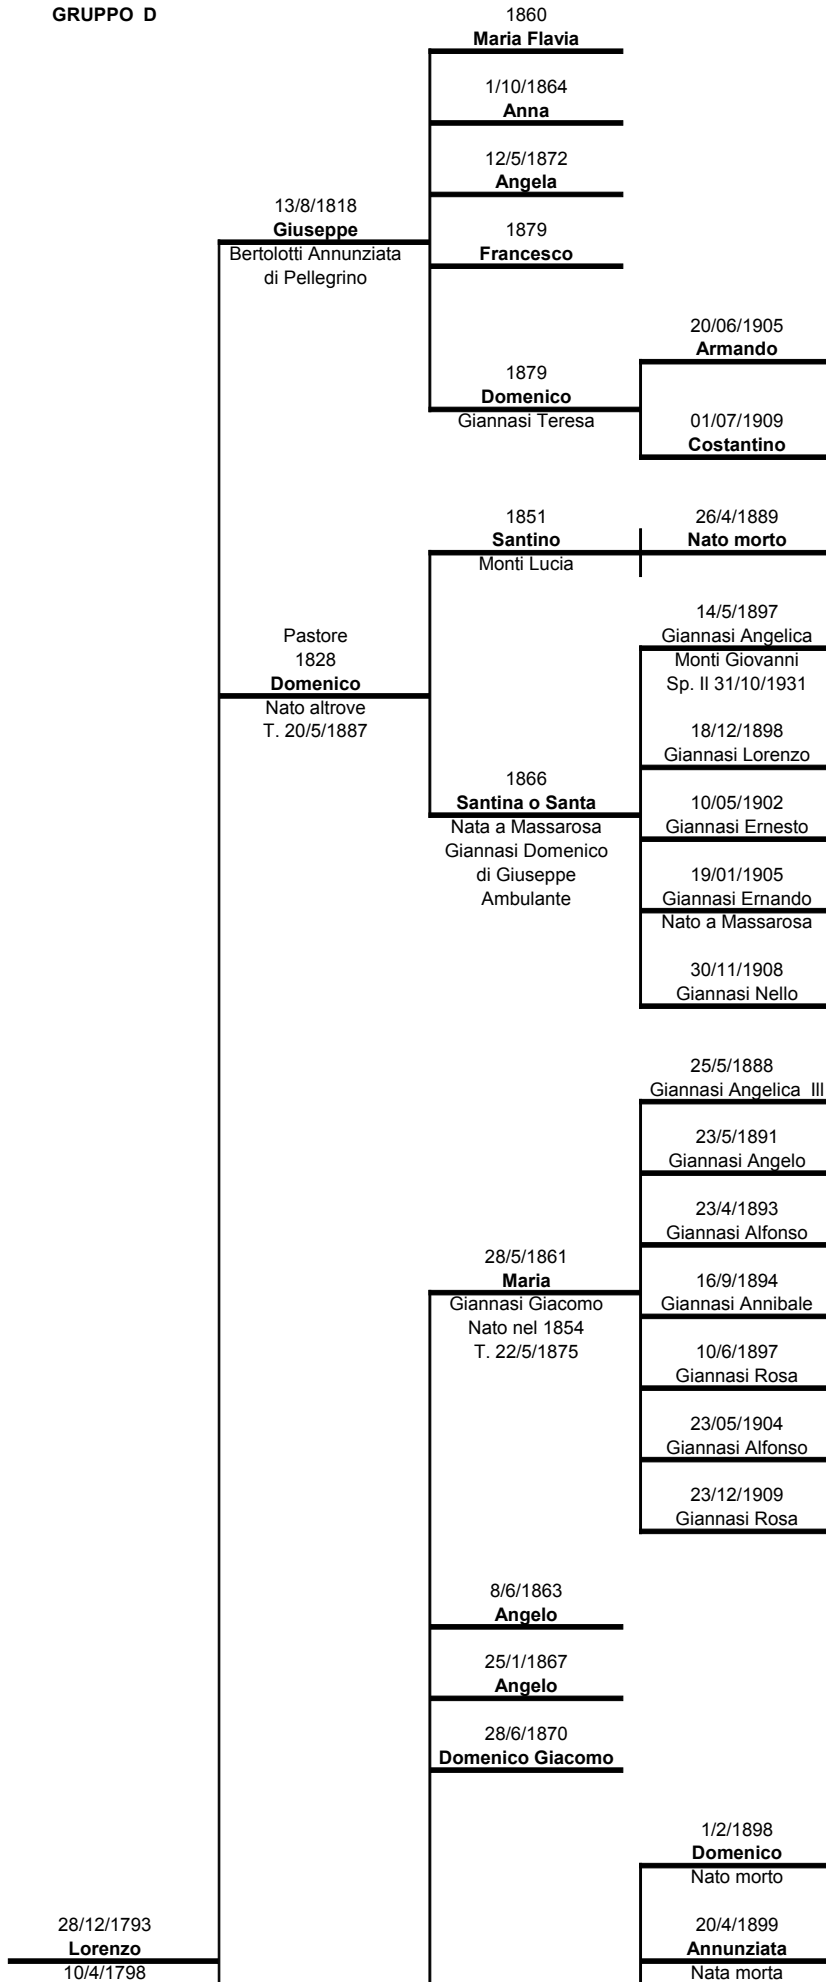 GRUPPO D
1860
Maria Flavia
1/10/1864
Anna
12/5/1872
Angela
13/8/1818
Giuseppe
Bertolotti Annunziata
di Pellegrino
1879
Francesco
20/06/1905
Armando
1879
Domenico
Giannasi Teresa
01/07/1909
Costantino
1851
Santino
Monti Lucia
26/4/1889
Nato morto
14/5/1897
Giannasi Angelica
Monti Giovanni
Sp. II 31/10/1931
Pastore
1828
Domenico
Nato altrove
T. 20/5/1887
18/12/1898
Giannasi Lorenzo
1866
Santina o Santa
Nata a Massarosa
Giannasi Domenico
di Giuseppe
Ambulante
10/05/1902
Giannasi Ernesto
19/01/1905
Giannasi Ernando
Nato a Massarosa
30/11/1908
Giannasi Nello
25/5/1888
Giannasi Angelica III
23/5/1891
Giannasi Angelo
23/4/1893
Giannasi Alfonso
28/5/1861
Maria
Giannasi Giacomo
Nato nel 1854
T. 22/5/1875
16/9/1894
Giannasi Annibale
10/6/1897
Giannasi Rosa
23/05/1904
Giannasi Alfonso
23/12/1909
Giannasi Rosa
8/6/1863
Angelo
25/1/1867
Angelo
28/6/1870
Domenico Giacomo
1/2/1898
Domenico
Nato morto
28/12/1793
Lorenzo
10/4/1798
20/4/1899
Annunziata
Nata morta